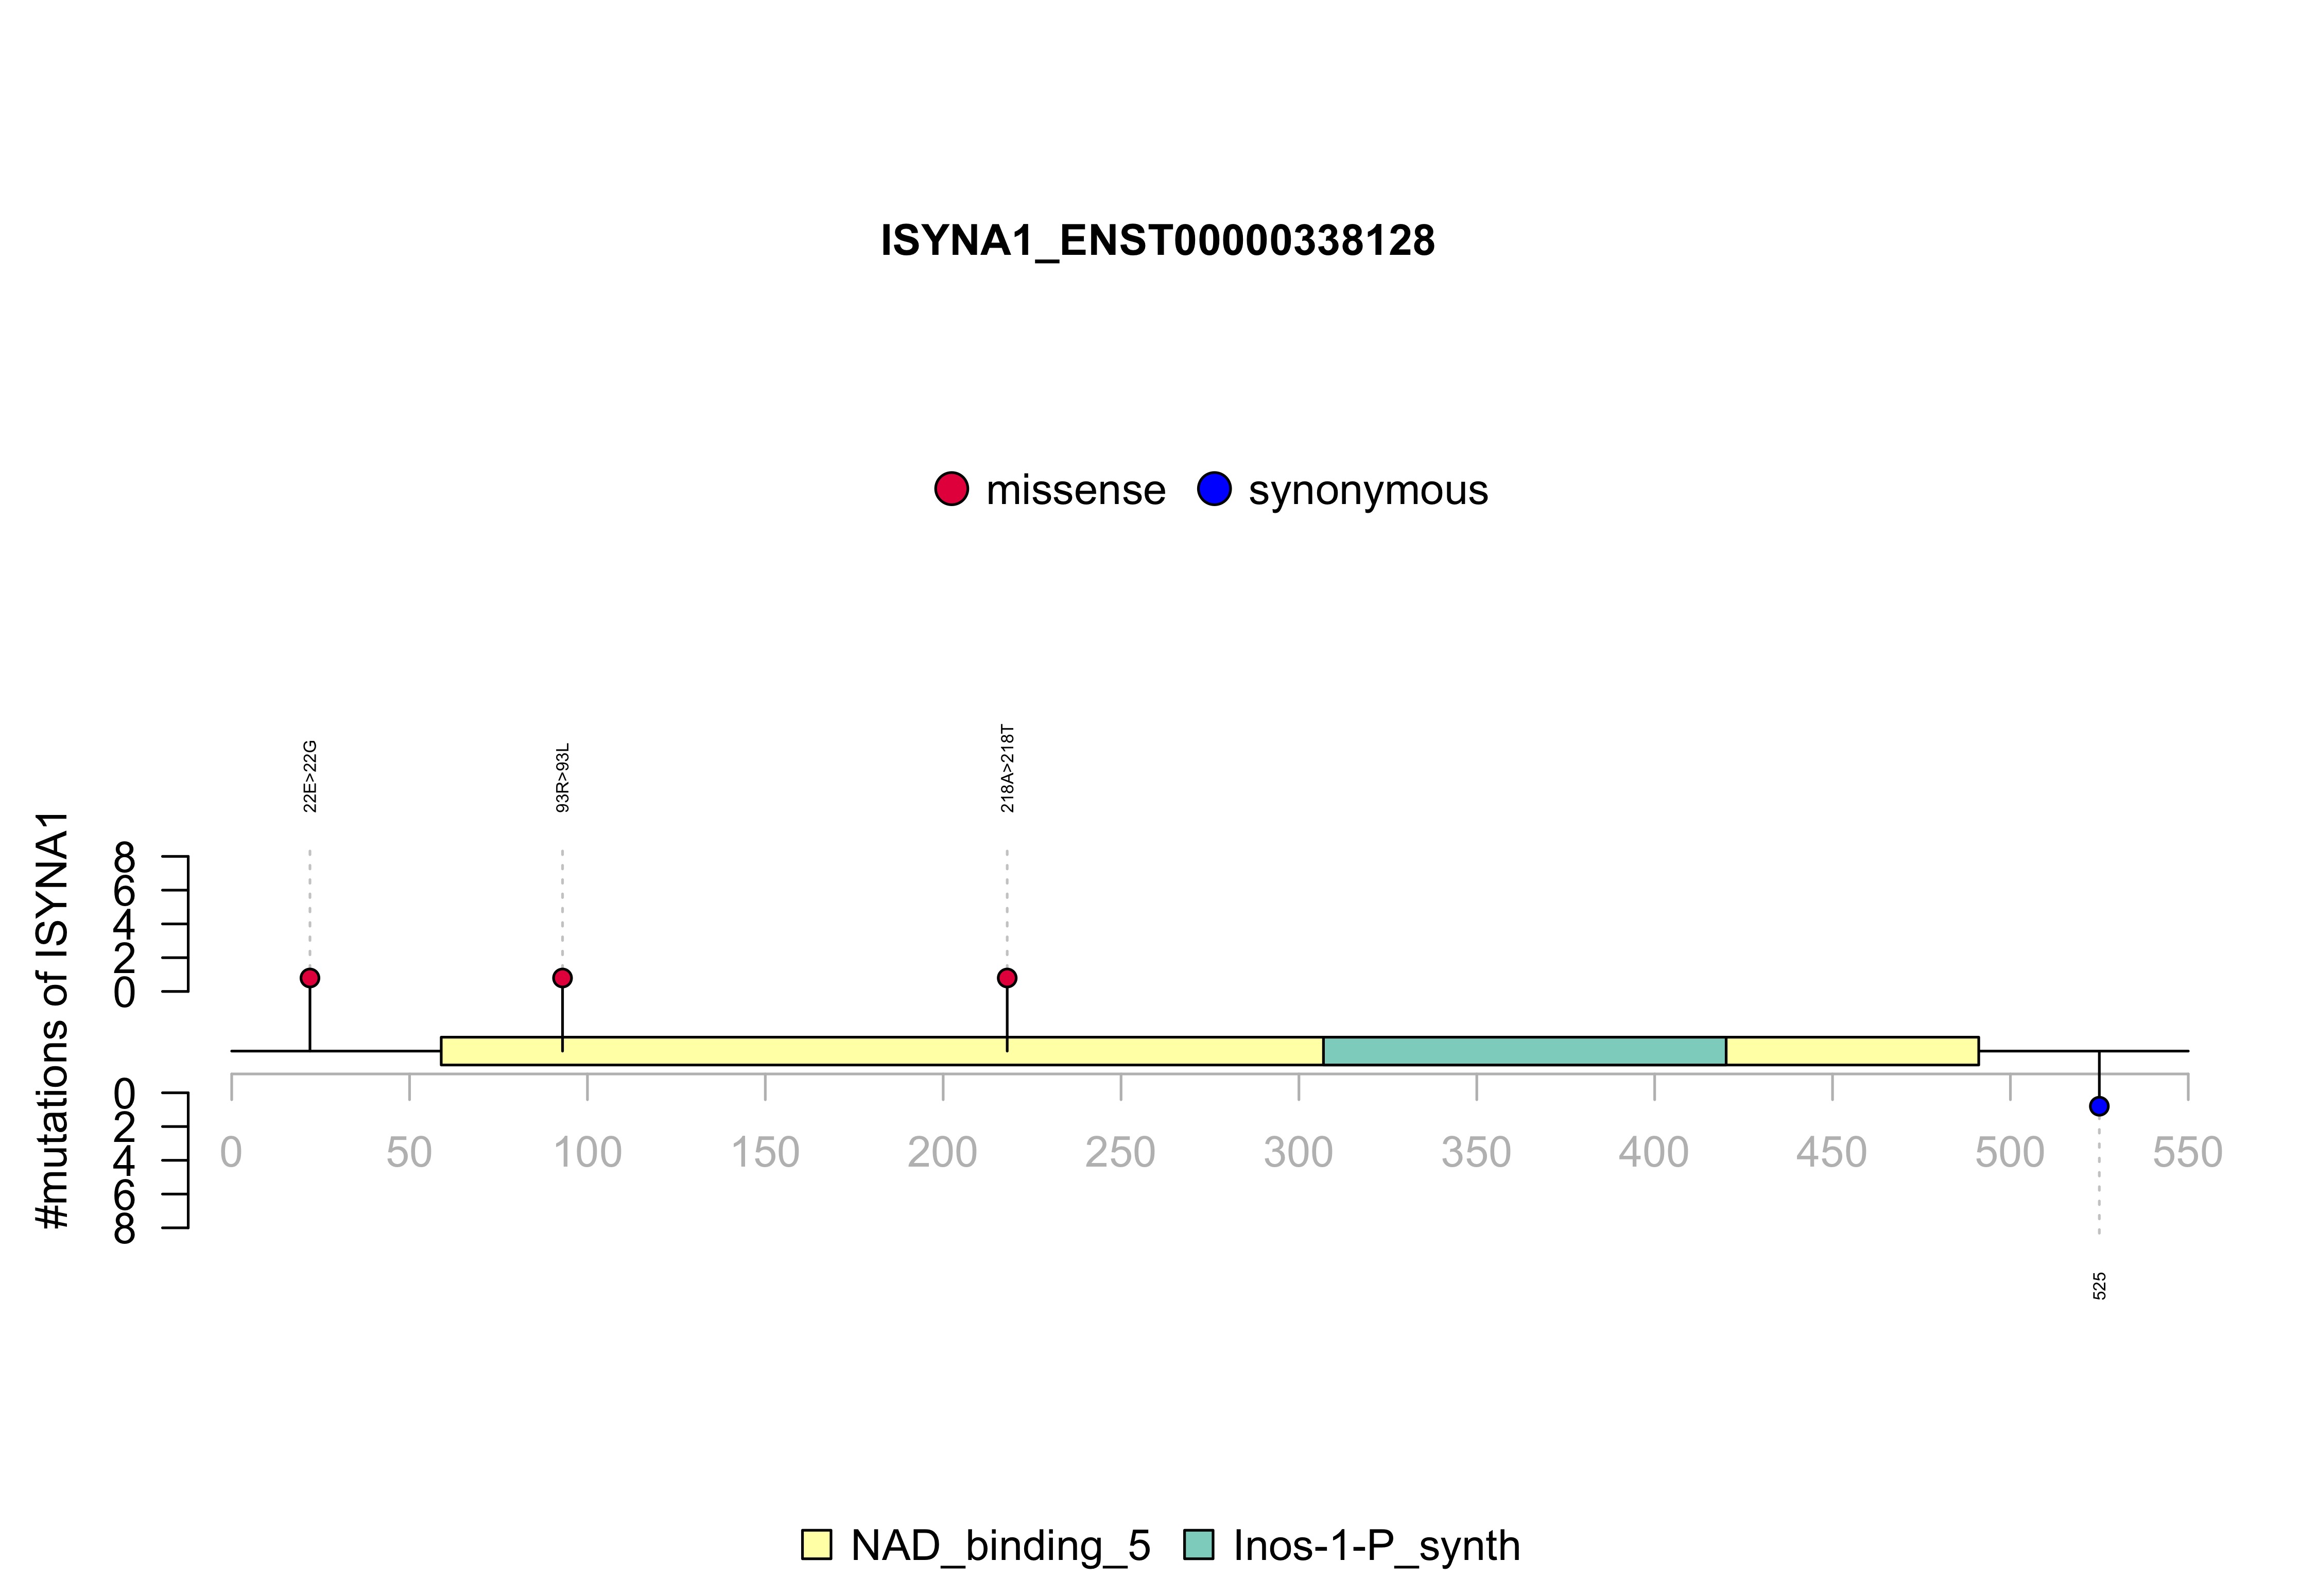 ISYNA1_ENST00000338128
missense synonymous
22E>22G
93R>93L
218A>218T
#mutations of ISYNA1
8
6
4
2
0
0
2
4
6
8
0 50 100 150 200 250 300 350 400 450 500 550
525
NAD_binding_5 Inos-1-P_synth